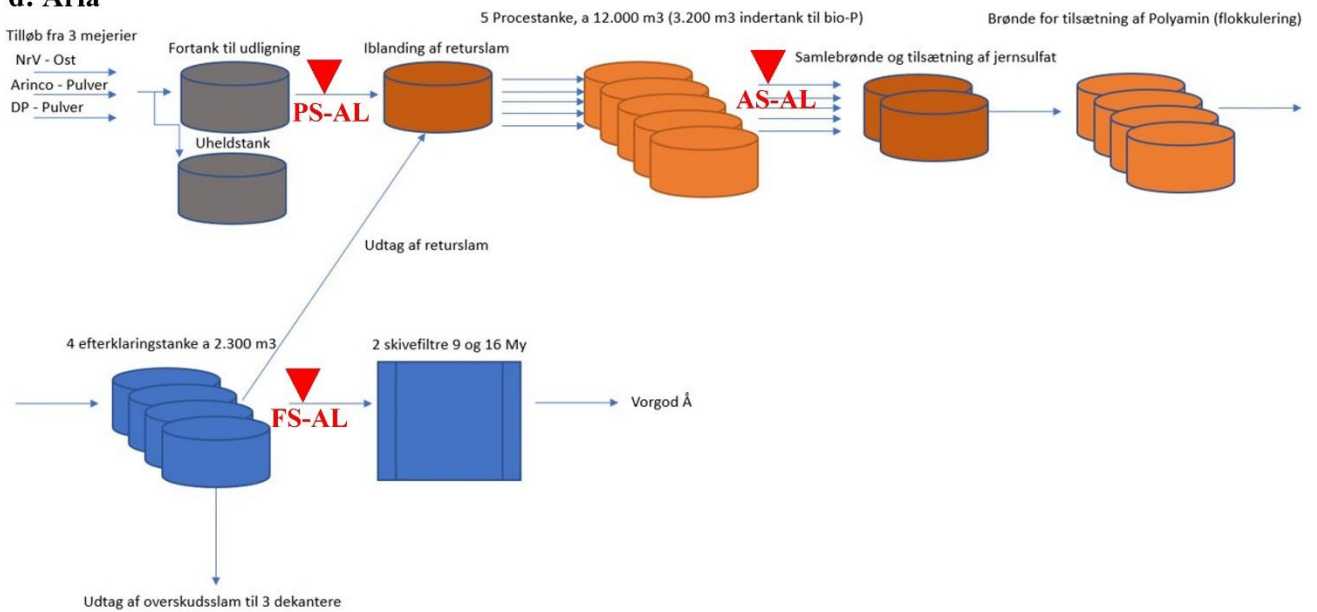 d: Arla
5 Procestanke, a 12.000 m3 (3.200 m3 indertank til bio-P)
Brønde for tilsætning af Polyamin (flokkulering)
Tilløb fra 3 mejerier
Fortank til udligning
Iblanding af returslam
Samlebrønde og tilsætning af jernsulfat
NrV - Ost
Arinco - Pulver
DP - Pulver
PS-AL
AS-AL
Uheldstank
Udtag af returslam
4 efterklaringstanke a 2.300 m3
2 skivefiltre 9 og 16 My
FS-AL
Vorgod Å
Udtag af overskudsslam til 3 dekantere